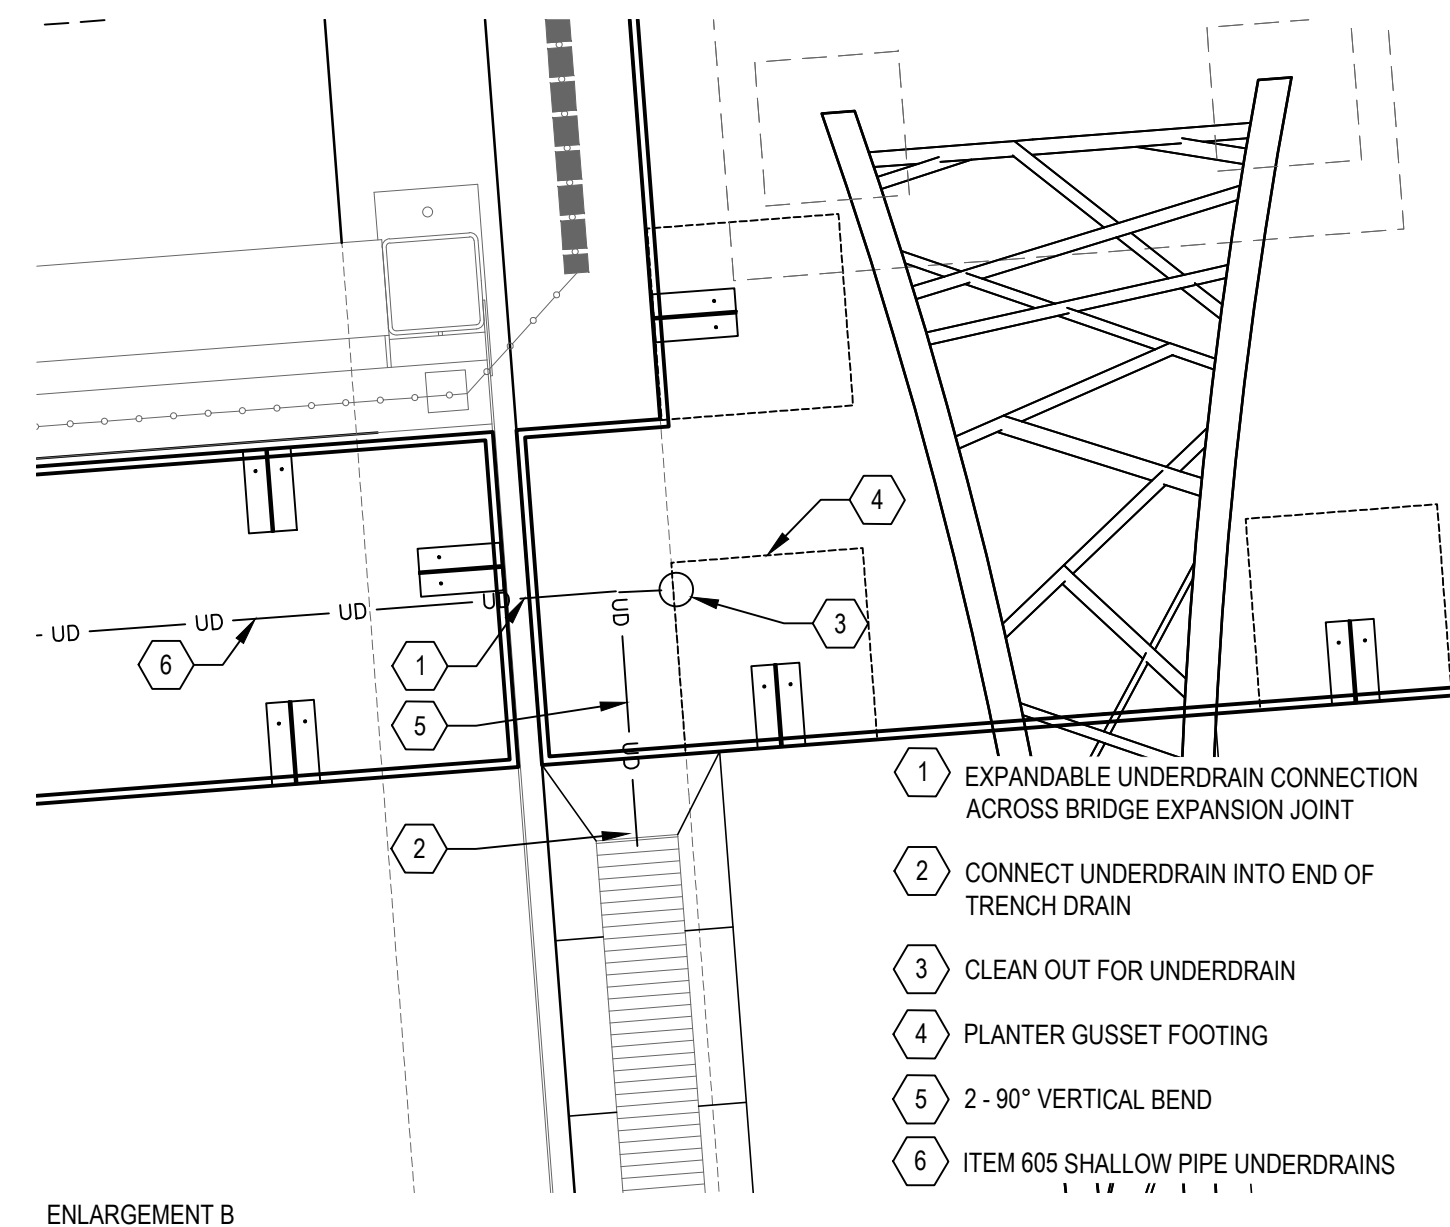 4
3
UD
UD
UD
UD
UD
6
1
5
UD
2
1 EXPANDABLE UNDERDRAIN CONNECTION
ACROSS BRIDGE EXPANSION JOINT
2 CONNECT UNDERDRAIN INTO END OF
TRENCH DRAIN
3 CLEAN OUT FOR UNDERDRAIN
4 PLANTER GUSSET FOOTING
5 2 - 90° VERTICAL BEND
6 ITEM 605 SHALLOW PIPE UNDERDRAINS
ENLARGEMENT B